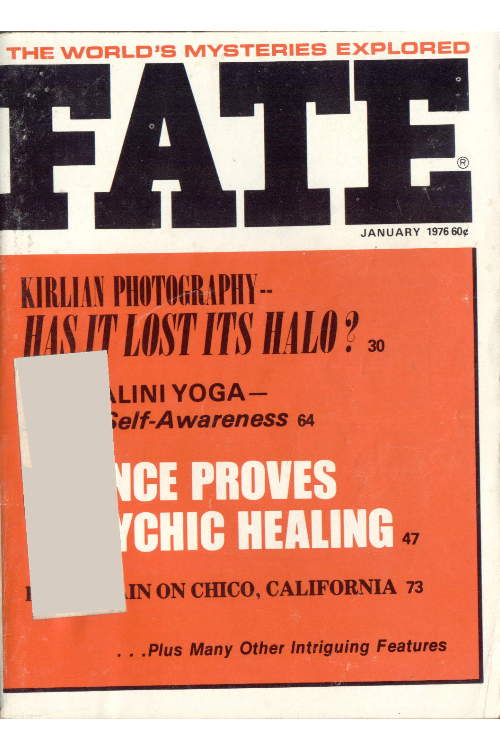 THE WORLD'S MYSTERIES EXPLORED
FATE®
JANUARY 1976 60¢
KIRLIAN PHOTOGRAPHY--
HAS IT LOST ITS HALO? 30
ALINI YOGA—
Self-Awareness 64
NCE PROVES
YCHIC HEALING 47
AIN ON CHICO, CALIFORNIA 73
. . .Plus Many Other Intriguing Features